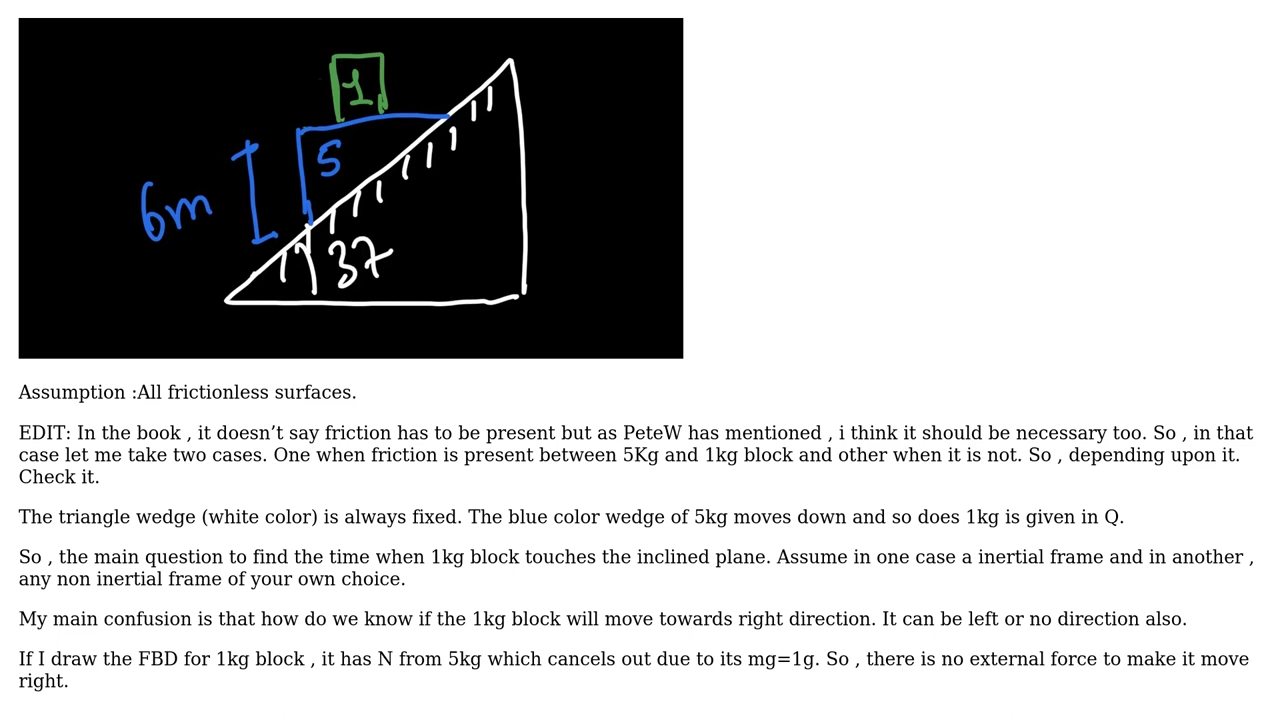 1
5
6m
37
Assumption :All frictionless surfaces.
EDIT: In the book , it doesn’t say friction has to be present but as PeteW has mentioned , i think it should be necessary too. So , in that
case let me take two cases. One when friction is present between 5Kg and 1kg block and other when it is not. So , depending upon it.
Check it.
The triangle wedge (white color) is always fixed. The blue color wedge of 5kg moves down and so does 1kg is given in Q.
So , the main question to find the time when 1kg block touches the inclined plane. Assume in one case a inertial frame and in another ,
any non inertial frame of your own choice.
My main confusion is that how do we know if the 1kg block will move towards right direction. It can be left or no direction also.
If I draw the FBD for 1kg block , it has N from 5kg which cancels out due to its mg=1g. So , there is no external force to make it move
right.